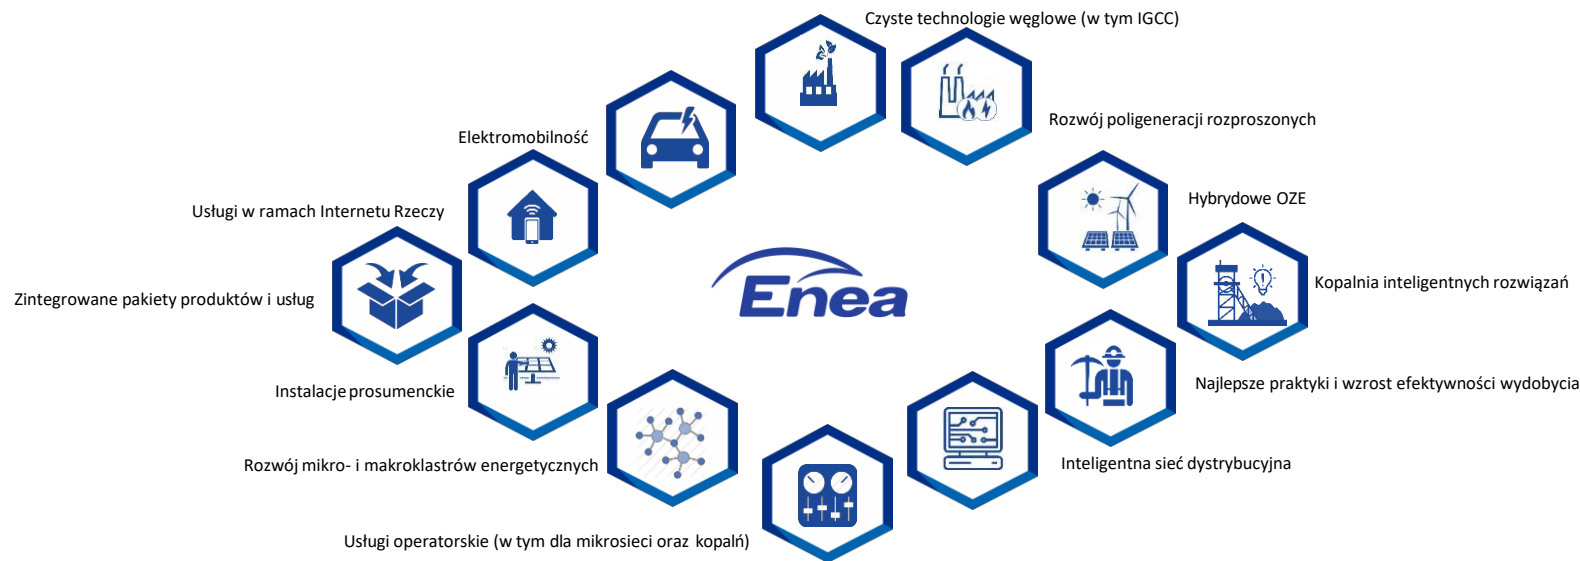 Czyste technologie węglowe (w tym IGCC)
Rozwój poligeneracji rozproszonych
Elektromobilność
Hybrydowe OZE
Usługi w ramach Internetu Rzeczy
Kopalnia inteligentnych rozwiązań
Zintegrowane pakiety produktów i usług
Enea
Najlepsze praktyki i wzrost efektywności wydobycia
Instalacje prosumenckie
Inteligentna sieć dystrybucyjna
Rozwój mikro- i makroklastrów energetycznych
Usługi operatorskie (w tym dla mikrosieci oraz kopalń)